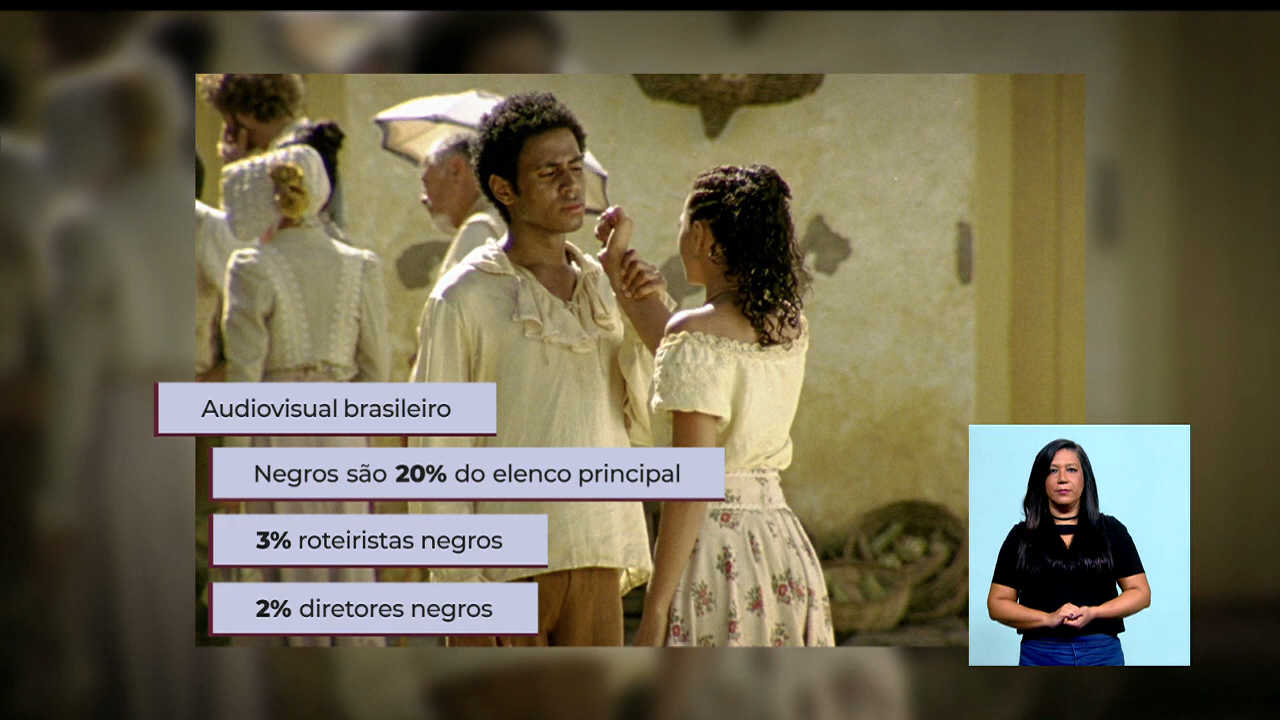 Audiovisual brasileiro
Negros são 20% do elenco principal
3% roteiristas negros
2% diretores negros